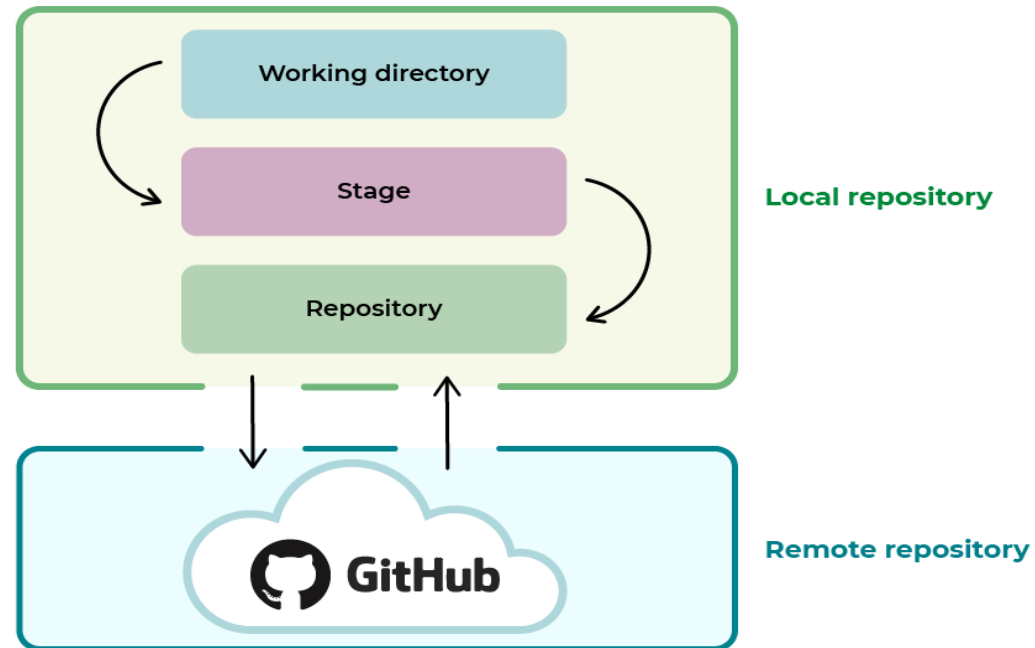 Working directory
Stage
Local repository
Repository
Remote repository
GitHub